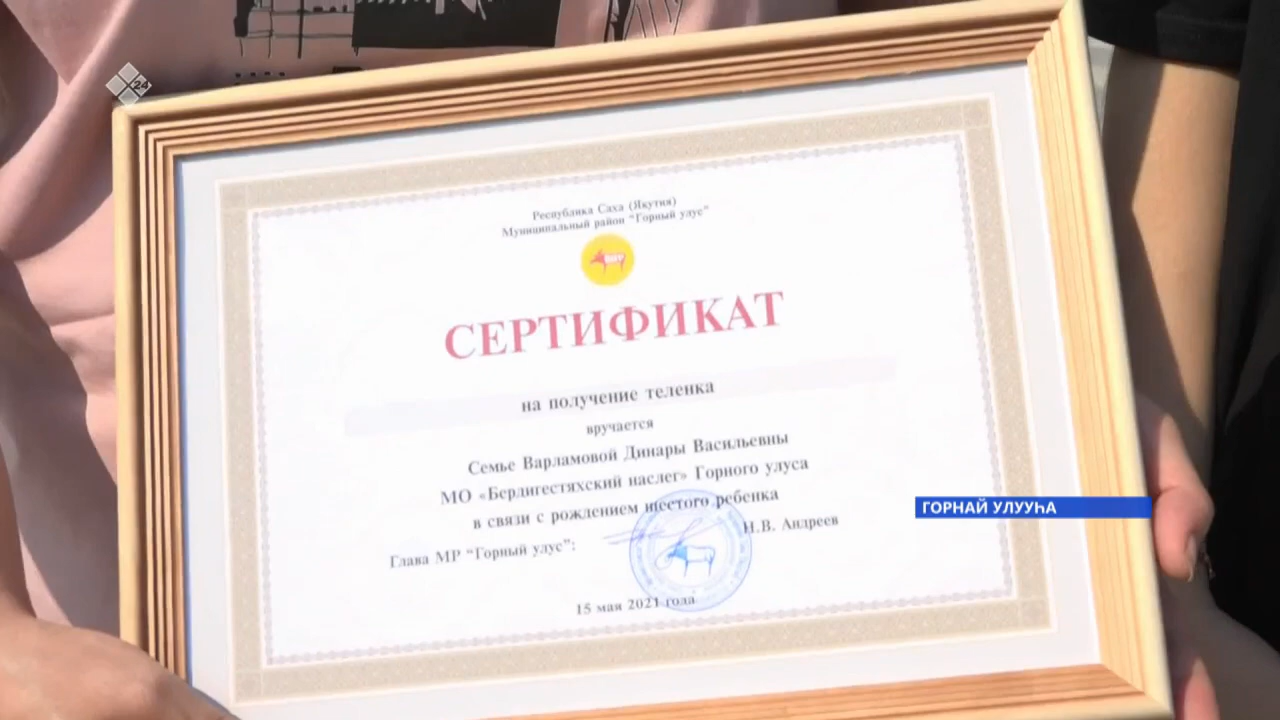 Республика Саха (Якутия)
Муниципальный район "Горный улус"
СЕРТИФИКАТ
на получение теленка
вручается
Семье Варламовой Динары Васильевны
МО «Бердигестяхский наслег» Горного улуса
в связи с рождением шестого ребенка
Глава МР "Горный улус": Н.В. Андреев
15 мая 2021 года
ГОРНАЙ УЛУУҺА
24